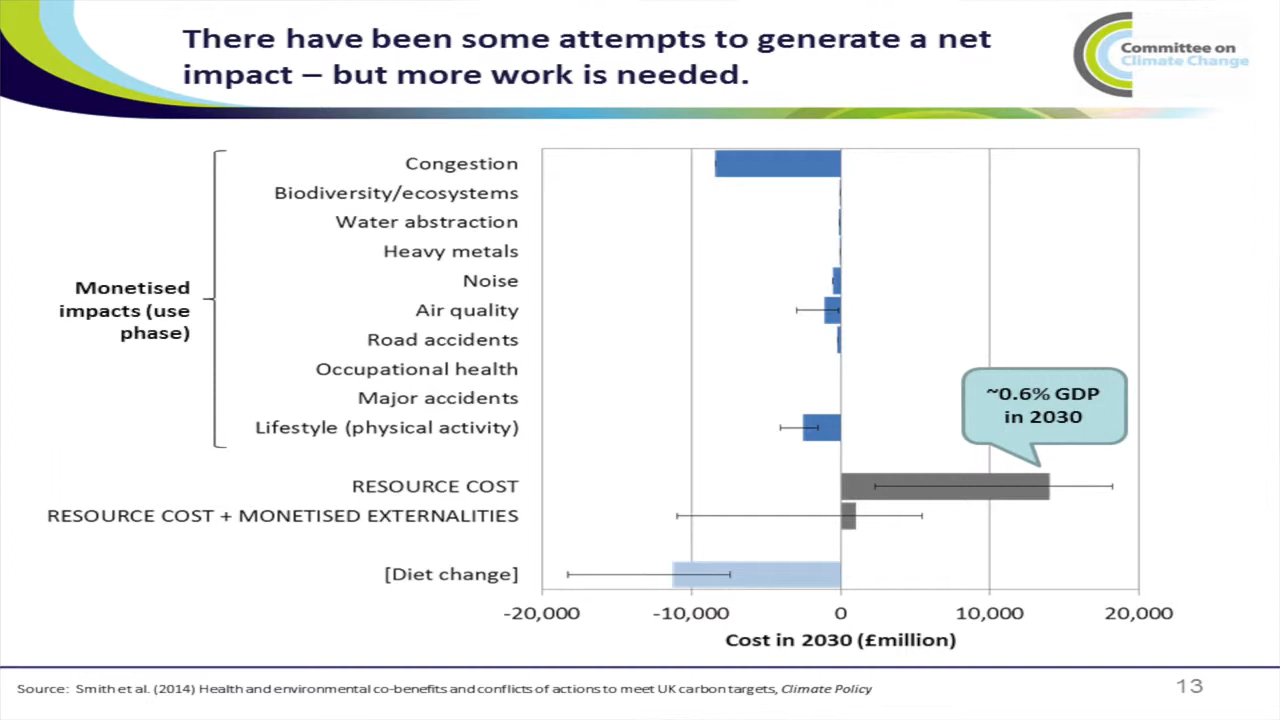 There have been some attempts to generate a net
impact – but more work is needed.
Committee on
Climate Change
Monetised
impacts (use
phase)
Congestion
Biodiversity/ecosystems
Water abstraction
Heavy metals
Noise
Air quality
Road accidents
Occupational health
Major accidents
Lifestyle (physical activity)
RESOURCE COST
RESOURCE COST + MONETISED EXTERNALITIES
[Diet change]
~0.6% GDP
in 2030
-20,000 -10,000 0 10,000 20,000
Cost in 2030 (£million)
Source: Smith et al. (2014) Health and environmental co-benefits and conflicts of actions to meet UK carbon targets, Climate Policy
13